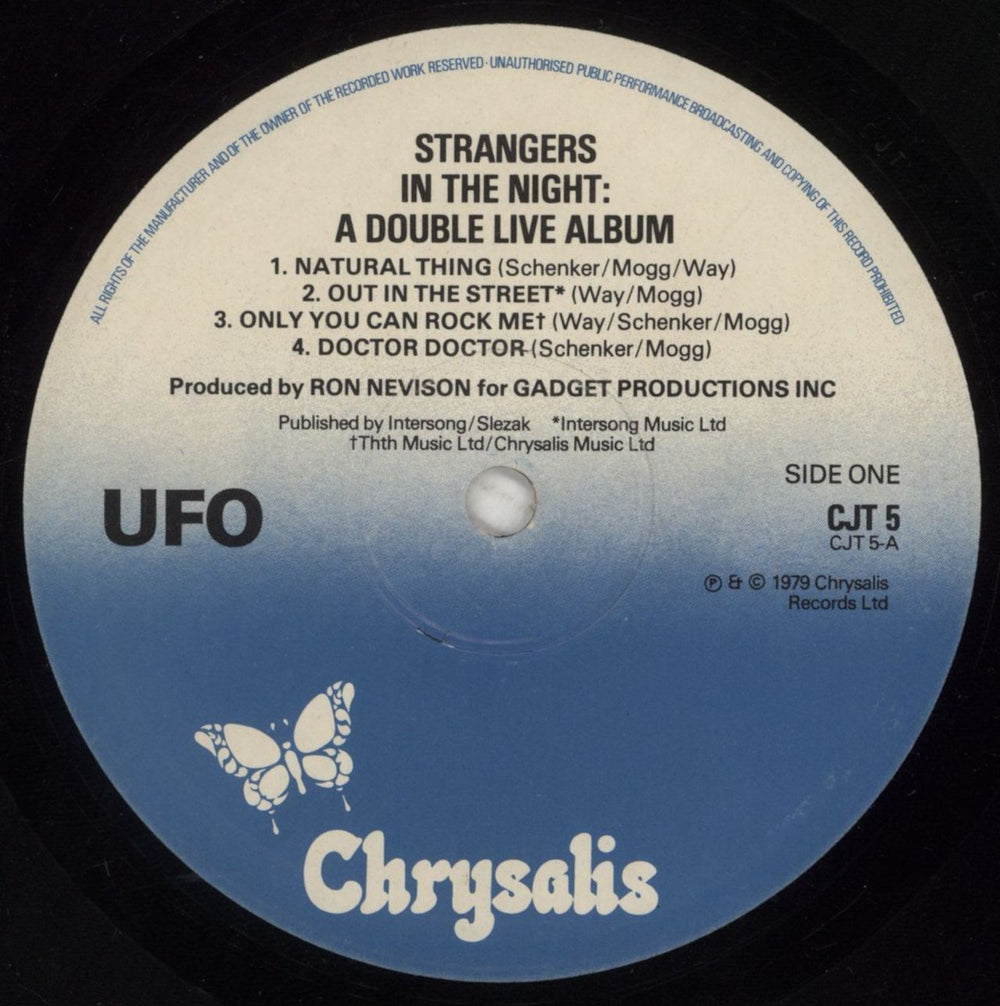 ALL RIGHTS OF THE MANUFACTURER AND OF THE OWNER OF THE RECORDED WORK RESERVED · UNAUTHORISED PUBLIC PERFORMANCE BROADCASTING AND COPYING OF THIS RECORD PROHIBITED
STRANGERS
IN THE NIGHT:
A DOUBLE LIVE ALBUM
1. NATURAL THING (Schenker/Mogg/Way)
2. OUT IN THE STREET* (Way/Mogg)
3. ONLY YOU CAN ROCK ME† (Way/Schenker/Mogg)
4. DOCTOR DOCTOR (Schenker/Mogg)
Produced by RON NEVISON for GADGET PRODUCTIONS INC
Published by Intersong/Slezak *Intersong Music Ltd
†Thth Music Ltd/Chrysalis Music Ltd
SIDE ONE
UFO
CJT 5
CJT 5-A
Ⓟ & © 1979 Chrysalis
Records Ltd
Chrysalis